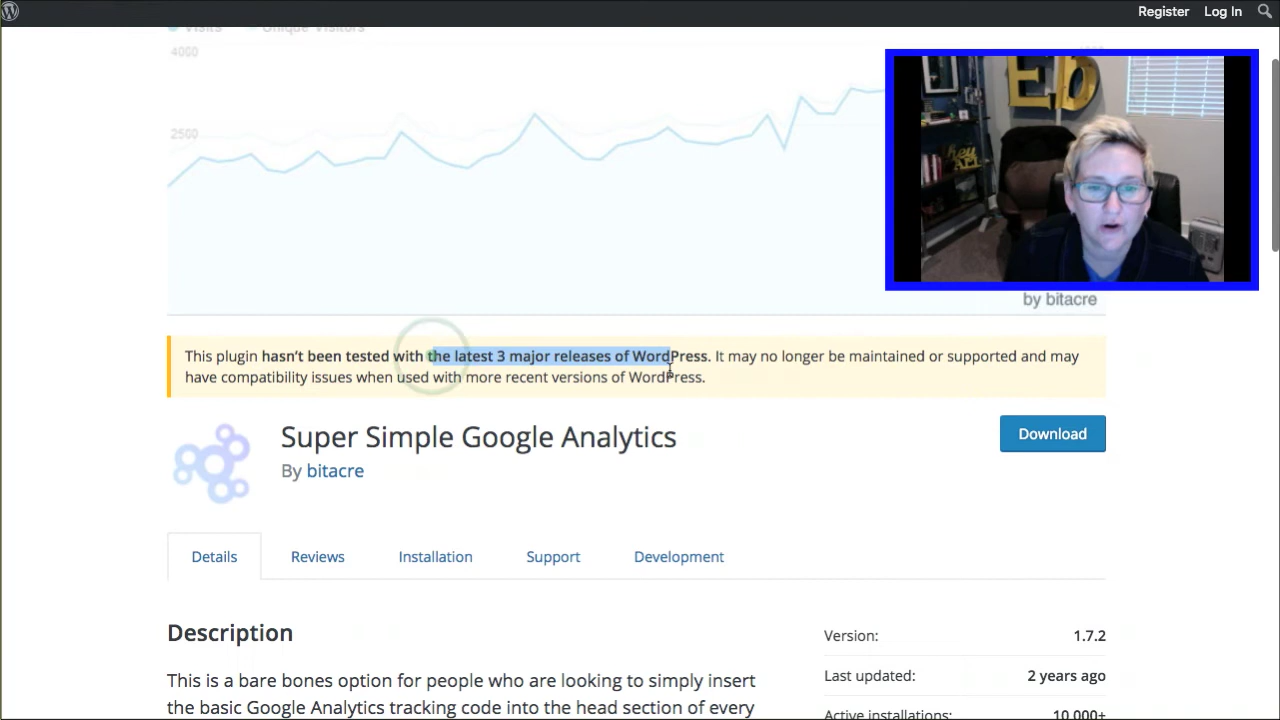 Register Log In
Visits Unique Visitors
4000
2500
Eb
hey
by bitacre
This plugin hasn't been tested with the latest 3 major releases of WordPress. It may no longer be maintained or supported and may
have compatibility issues when used with more recent versions of WordPress.
Super Simple Google Analytics
Download
By bitacre
Details Reviews Installation Support Development
Description
Version: 1.7.2
This is a bare bones option for people who are looking to simply insert
Last updated: 2 years ago
the basic Google Analytics tracking code into the head section of every
Active installations: 10,000+